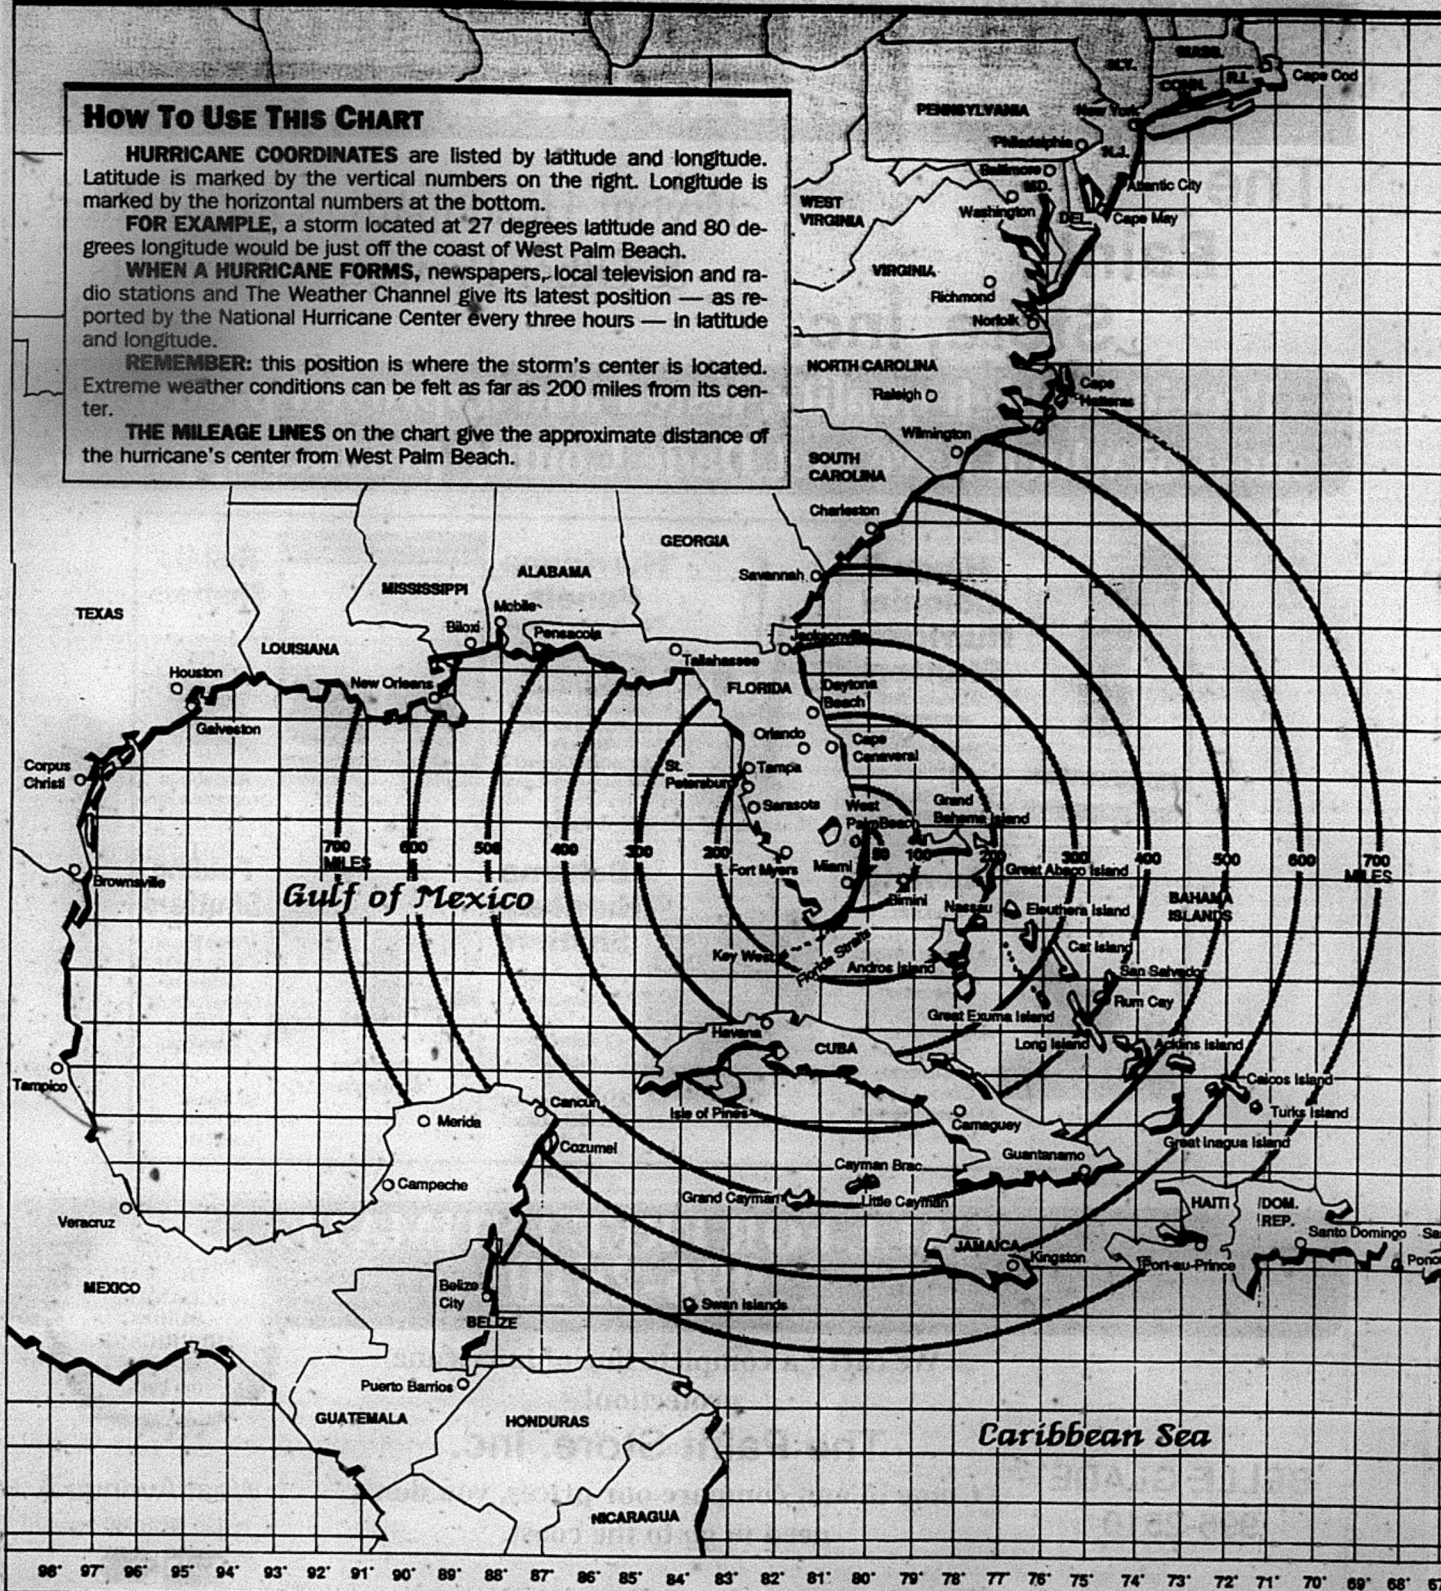 HOW TO USE THIS CHART
HURRICANE COORDINATES are listed by latitude and longitude.
Latitude is marked by the vertical numbers on the right. Longitude is
marked by the horizontal numbers at the bottom.
FOR EXAMPLE, a storm located at 27 degrees latitude and 80 de-
grees longitude would be just off the coast of West Palm Beach.
WHEN A HURRICANE FORMS, newspapers, local television and ra-
dio stations and The Weather Channel give its latest position — as re-
ported by the National Hurricane Center every three hours — in latitude
and longitude.
REMEMBER: this position is where the storm's center is located.
Extreme weather conditions can be felt as far as 200 miles from its cen-
ter.
THE MILEAGE LINES on the chart give the approximate distance of
the hurricane's center from West Palm Beach.
MASS.
N.Y.
CONN.
R.I.
Cape Cod
PENNSYLVANIA
New York
Philadelphia
N.J.
Baltimore
MD.
Atlantic City
WEST
VIRGINIA
Washington
DEL.
Cape May
VIRGINIA
Richmond
Norfolk
NORTH CAROLINA
Raleigh
Cape
Hatteras
Wilmington
SOUTH
CAROLINA
Charleston
GEORGIA
Savannah
ALABAMA
MISSISSIPPI
TEXAS
Mobile
Biloxi
Pensacola
Jacksonville
LOUISIANA
Tallahassee
Houston
New Orleans
FLORIDA
Daytona
Beach
Galveston
Orlando
Cape
Canaveral
Corpus
Christi
St.
Petersburg
Tampa
Sarasota
West
Palm Beach
Grand
Bahama Island
700
MILES
600
500
400
300
200
50
100
200
300
400
500
600
700
MILES
Fort Myers
Miami
Great Abaco Island
Brownsville
Gulf of Mexico
Bimini
Nassau
Eleuthera Island
BAHAMA
ISLANDS
Key West
Florida Straits
Andros Island
Cat Island
San Salvador
Rum Cay
Great Exuma Island
Long Island
Acklins Island
Havana
CUBA
Tampico
Caicos Island
Turks Island
Cancun
Isle of Pines
Merida
Camaguey
Great Inagua Island
Cozumel
Guantanamo
Cayman Brac
Campeche
Grand Cayman
Little Cayman
HAITI
DOM.
REP.
Veracruz
Santo Domingo
JAMAICA
Kingston
Port-au-Prince
MEXICO
Belize
City
Swan Islands
BELIZE
Puerto Barrios
GUATEMALA
HONDURAS
Caribbean Sea
NICARAGUA
98° 97° 95° 94° 93° 92° 91° 90° 89° 88° 87° 86° 85° 84° 83° 82° 81° 80° 79° 78° 77° 76° 75° 74° 73° 72° 71° 70° 69° 68°